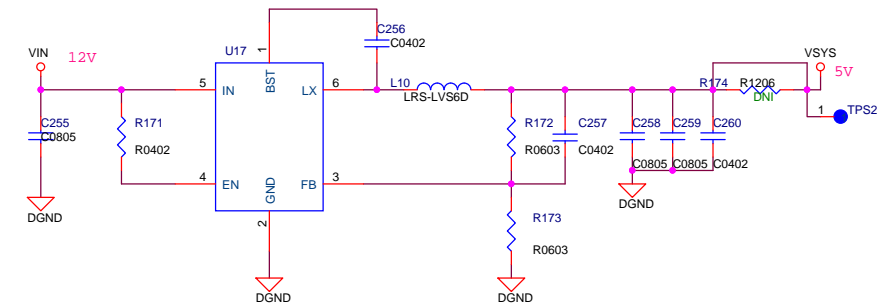 U17
C256
C0402
VIN
12V
1
BST
5
IN
LX
6
L10
LRS-LVS6D
R174
R1206
DNI
VSYS
5V
1
TPS2
C255
C0805
R171
R0402
R172
R0603
C257
C0402
C258
C0805
C259
C0805
C260
C0402
4
EN
GND
FB
3
2
R173
R0603
DGND
DGND
DGND
DGND